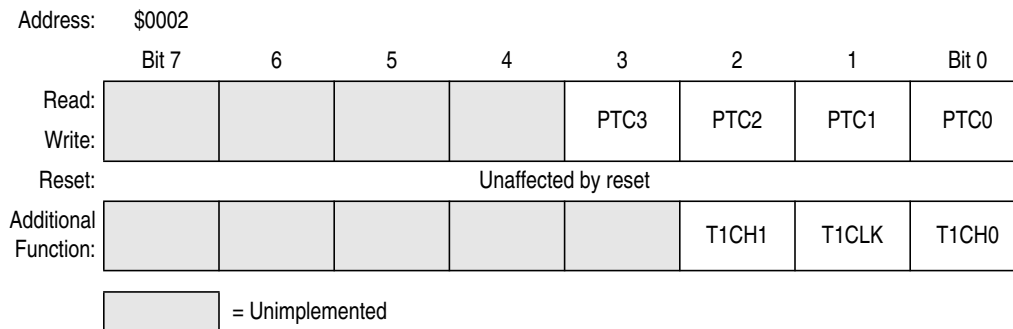 Address: $0002
Bit 7 6 5 4 3 2 1 Bit 0
Read:
Write:
PTC3 PTC2 PTC1 PTC0
Reset: Unaffected by reset
Additional
Function:
T1CH1 T1CLK T1CH0
= Unimplemented